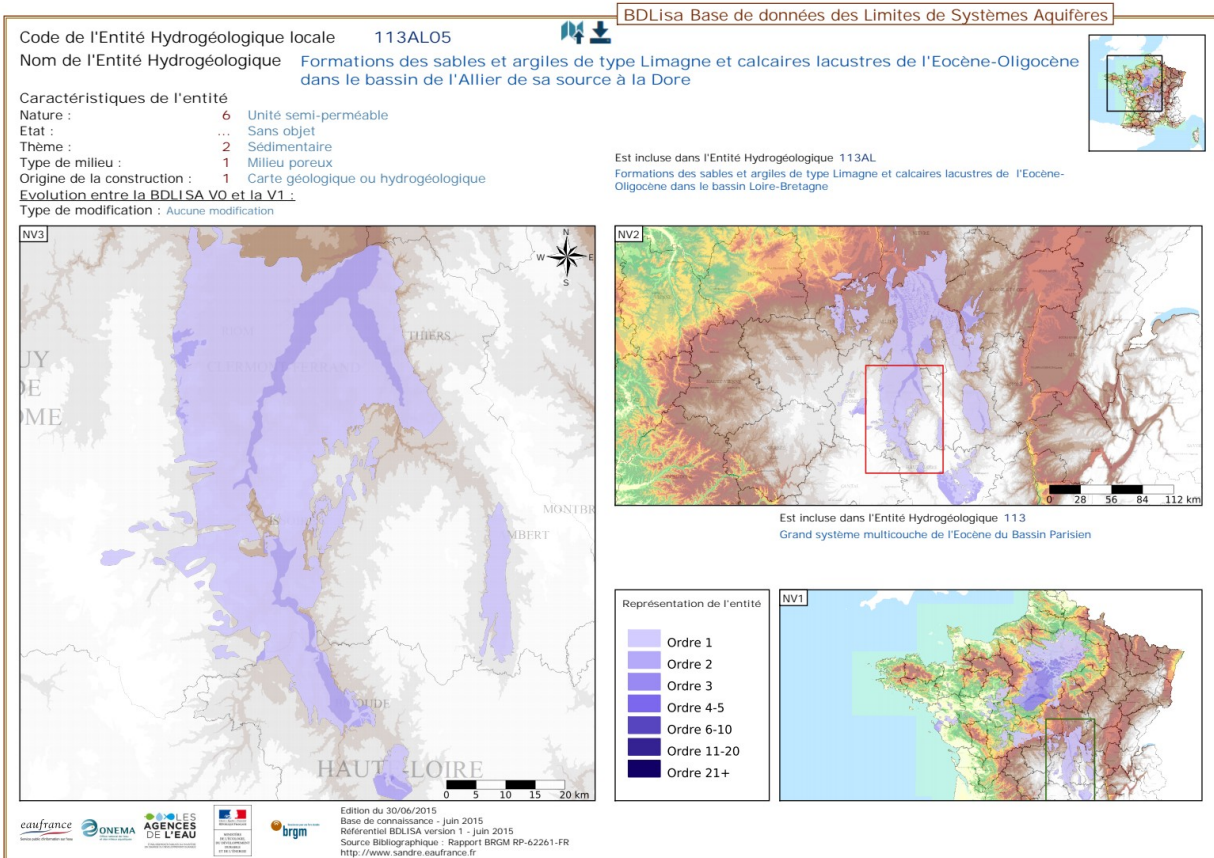 BDLisa Base de données des Limites de Systèmes Aquifères
Code de l'Entité Hydrogéologique locale 113AL05
Nom de l'Entité Hydrogéologique Formations des sables et argiles de type Limagne et calcaires lacustres de l'Eocène-Oligocène
dans le bassin de l'Allier de sa source à la Dore
Caractéristiques de l'entité
Nature : 6 Unité semi-perméable
Etat : ... Sans objet
Thème : 2 Sédimentaire
Type de milieu : 1 Milieu poreux
Origine de la construction : 1 Carte géologique ou hydrogéologique
Evolution entre la BDLISA V0 et la V1 :
Type de modification : Aucune modification
Est incluse dans l'Entité Hydrogéologique 113AL
Formations des sables et argiles de type Limagne et calcaires lacustres de l'Eocène-
Oligocène dans le bassin Loire-Bretagne
NV3
N
W E
S
THIERS
CLERMONT-FERRAND
UY
DE
OME
MONTBR
MBERT
OUDE
HAUT -LOIRE
0 5 10 15 20 km
NV2
0 28 56 84 112 km
Est incluse dans l'Entité Hydrogéologique 113
Grand système multicouche de l'Eocène du Bassin Parisien
Représentation de l'entité
Ordre 1
Ordre 2
Ordre 3
Ordre 4-5
Ordre 6-10
Ordre 11-20
Ordre 21+
NV1
eaufrance
ONEMA
LES
AGENCES
DE L'EAU
brgm
Edition du 30/06/2015
Base de connaissance - juin 2015
Référentiel BDLISA version 1 - juin 2015
Source Bibliographique : Rapport BRGM RP-62261-FR
http://www.sandre.eaufrance.fr